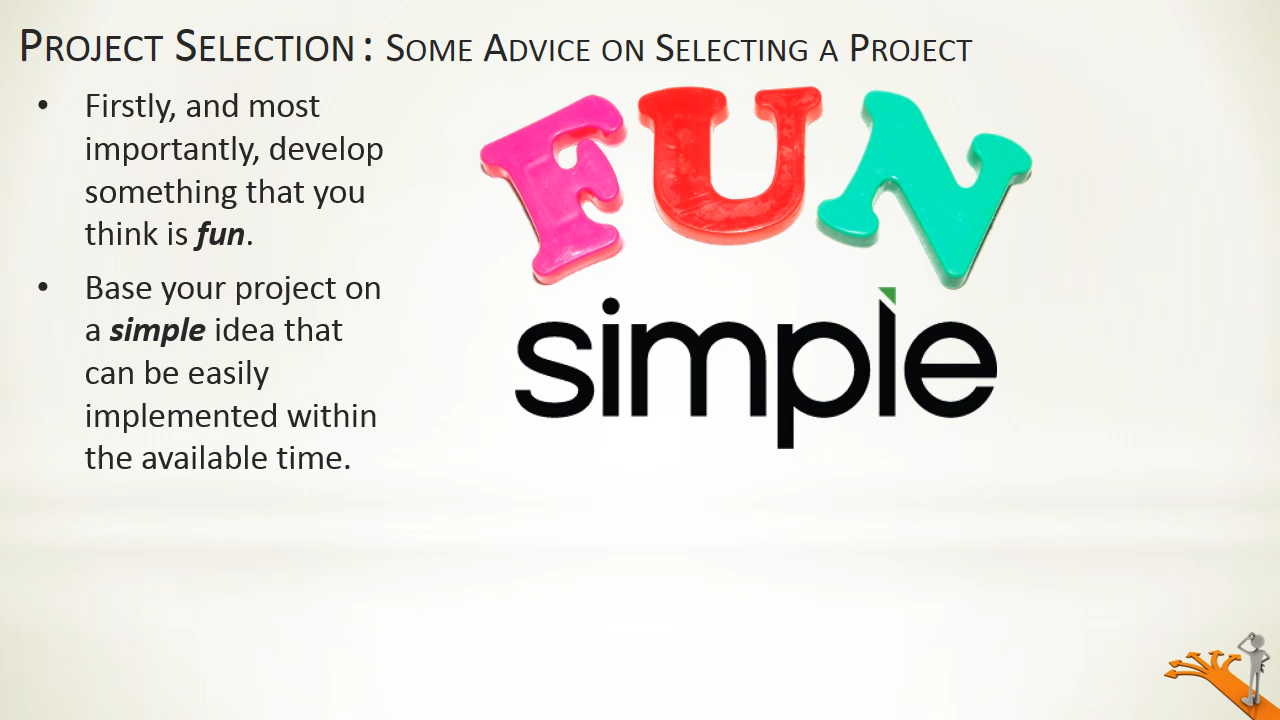 Project Selection : Some Advice on Selecting a Project
• Firstly, and most
importantly, develop
something that you
think is fun.
• Base your project on
a simple idea that
can be easily
implemented within
the available time.
FUN
simple